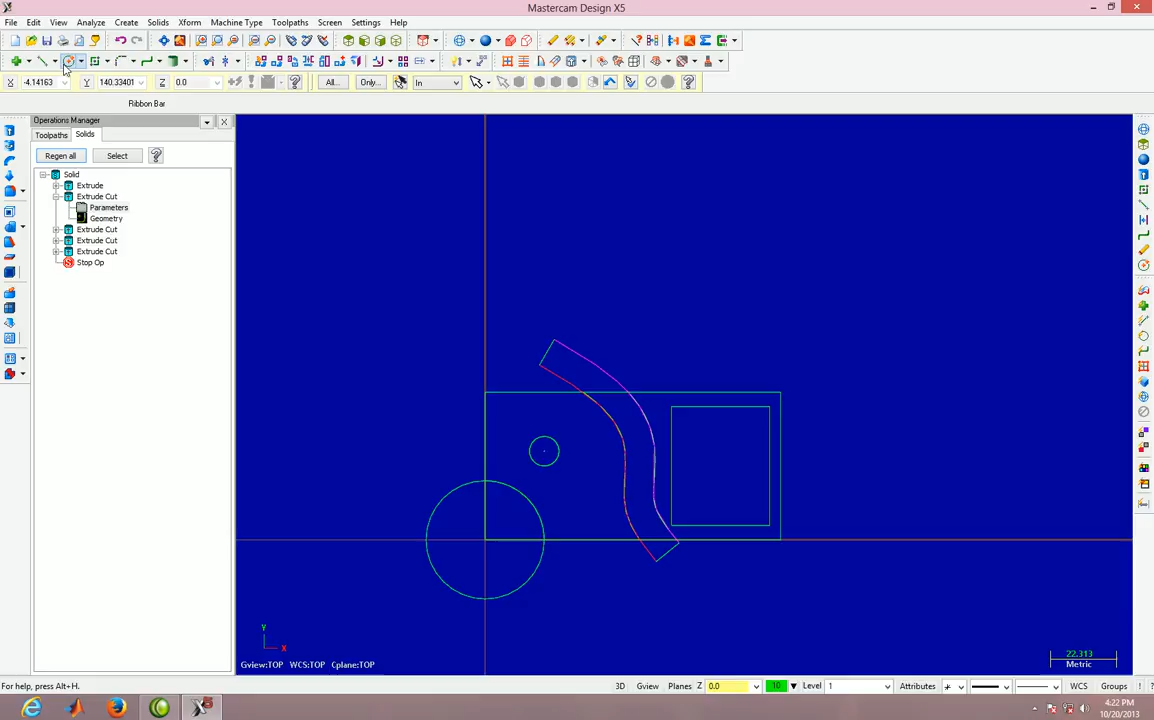 Mastercam Design X5
File Edit View Analyze Create Solids Xform Machine Type Toolpaths Screen Settings Help
X -4.14163 Y 140.33401 Z 0.0 All... Only... In
Ribbon Bar
Operations Manager
Toolpaths Solids
Regen all Select
Solid
Extrude
Extrude Cut
Parameters
Geometry
Extrude Cut
Extrude Cut
Extrude Cut
Stop Op
Y
X
22.313
Metric
Gview:TOP WCS:TOP Cplane:TOP
For help, press Alt+H. 3D Gview Planes Z 0.0 10 Level 1 Attributes WCS Groups ! ?
4:22 PM
10/20/2013